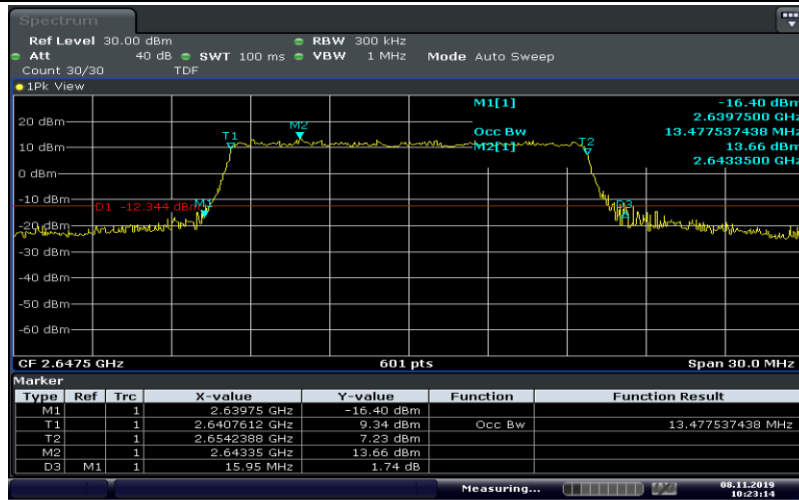 Spectrum
Ref Level 30.00 dBm RBW 300 kHz
Att 40 dB SWT 100 ms VBW 1 MHz Mode Auto Sweep
Count 30/30 TDF
1Pk View
M1[1] -16.40 dBm
2.6397500 GHz
Occ Bw 13.477537438 MHz
M2[1] 13.66 dBm
2.6433500 GHz
20 dBm
T1 M2 T2
10 dBm
0 dBm
-10 dBm
D1 -12.344 dBm M1 D3
-20 dBm
-30 dBm
-40 dBm
-50 dBm
-60 dBm
CF 2.6475 GHz 601 pts Span 30.0 MHz
Marker
Type Ref Trc X-value Y-value Function Function Result
M1 1 2.63975 GHz -16.40 dBm
T1 1 2.6407612 GHz 9.34 dBm Occ Bw 13.477537438 MHz
T2 1 2.6542388 GHz 7.23 dBm
M2 1 2.64335 GHz 13.66 dBm
D3 M1 1 15.95 MHz 1.74 dB
Measuring... 08.11.2019
10:23:14